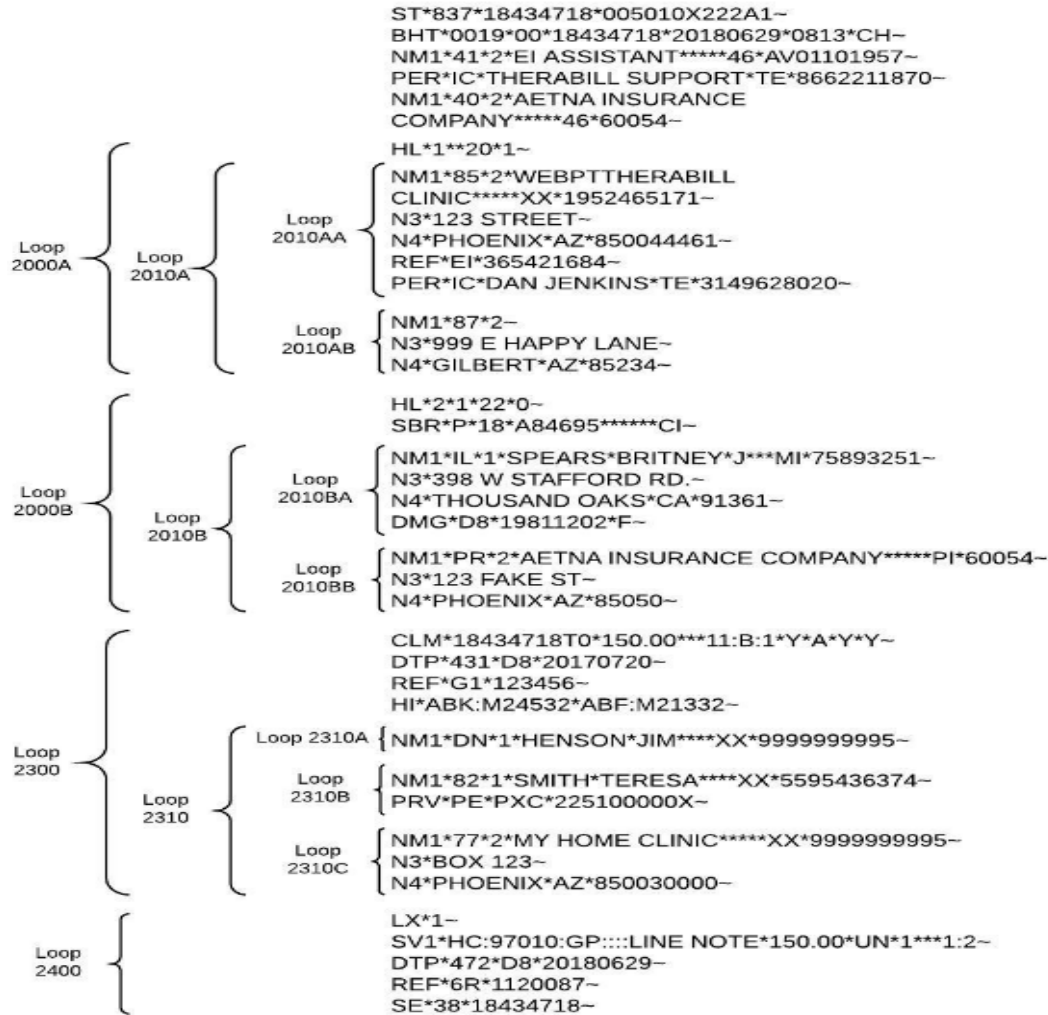 ST*837*18434718*005010X222A1~
BHT*0019*00*18434718*20180629*0813*CH~
NM1*41*2*EI ASSISTANT*****46*AV01101957~
PER*IC*THERABILL SUPPORT*TE*8662211870~
NM1*40*2*AETNA INSURANCE
COMPANY*****46*60054~
Loop
2000A
HL*1**20*1~
Loop
2010A
Loop
2010AA
NM1*85*2*WEBPTTHERABILL
CLINIC*****XX*1952465171~
N3*123 STREET~
N4*PHOENIX*AZ*850044461~
REF*EI*365421684~
PER*IC*DAN JENKINS*TE*3149628020~
Loop
2010AB
NM1*87*2~
N3*999 E HAPPY LANE~
N4*GILBERT*AZ*85234~
Loop
2000B
HL*2*1*22*0~
SBR*P*18*A84695******CI~
Loop
2010B
Loop
2010BA
NM1*IL*1*SPEARS*BRITNEY*J***MI*75893251~
N3*398 W STAFFORD RD.~
N4*THOUSAND OAKS*CA*91361~
DMG*D8*19811202*F~
Loop
2010BB
NM1*PR*2*AETNA INSURANCE COMPANY*****PI*60054~
N3*123 FAKE ST~
N4*PHOENIX*AZ*85050~
Loop
2300
CLM*18434718T0*150.00***11:B:1*Y*A*Y*Y~
DTP*431*D8*20170720~
REF*G1*123456~
HI*ABK:M24532*ABF:M21332~
Loop
2310
Loop 2310A
NM1*DN*1*HENSON*JIM****XX*9999999995~
Loop
2310B
NM1*82*1*SMITH*TERESA****XX*5595436374~
PRV*PE*PXC*225100000X~
Loop
2310C
NM1*77*2*MY HOME CLINIC*****XX*9999999995~
N3*BOX 123~
N4*PHOENIX*AZ*850030000~
Loop
2400
LX*1~
SV1*HC:97010:GP::::LINE NOTE*150.00*UN*1***1:2~
DTP*472*D8*20180629~
REF*6R*1120087~
SE*38*18434718~